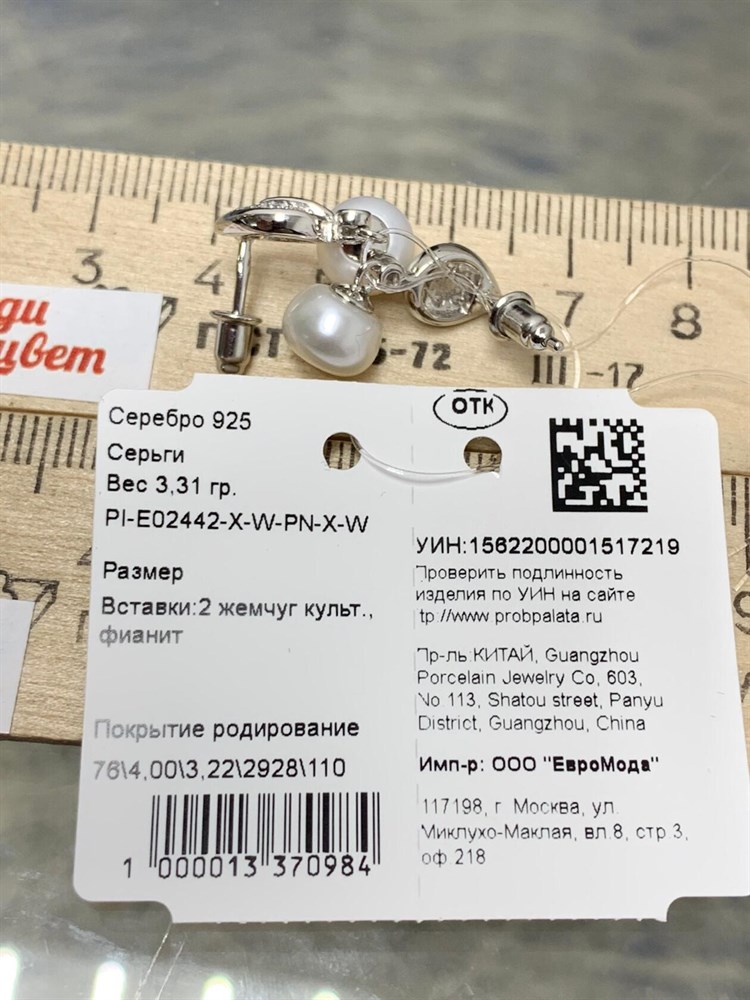 3
4
7
8
ди
цвет
ГОСТ
5-72
III
-17
Серебро 925
Серьги
Вес 3,31 гр.
PI-E02442-X-W-PN-X-W
Размер
Вставки:2 жемчуг культ.,
фианит
Покрытие родирование
76\4,00\3,22\2928\110
1 000013 370984
ОТК
УИН:1562200001517219
Проверить подлинность
изделия по УИН на сайте
tp://www probpalata.ru
Пр-ль:КИТАЙ, Guangzhou
Porcelain Jewelry Co, 603,
No 113, Shatou street, Panyu
District, Guangzhou, China
Имп-р: ООО "ЕвроМода"
117198, г Москва, ул.
Миклухо-Маклая, вл.8, стр 3,
оф.218